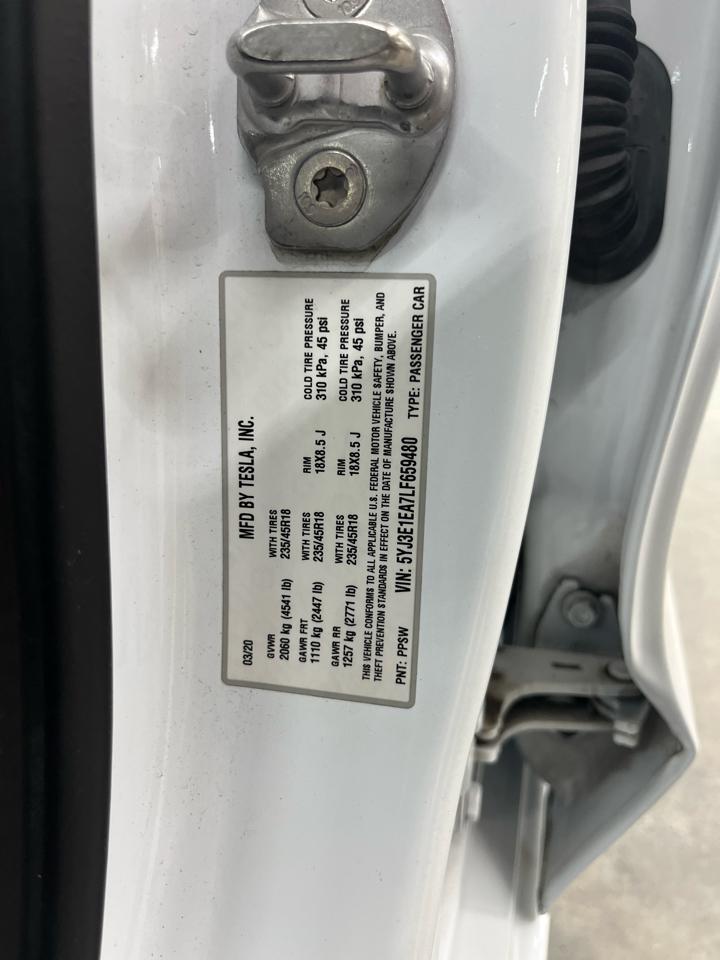 MFD BY TESLA, INC.
03/20
GVWR WITH TIRES
2060 kg (4541 lb) 235/45R18
GAWR FRT WITH TIRES RIM COLD TIRE PRESSURE
1110 kg (2447 lb) 235/45R18 18X8.5 J 310 kPa, 45 psi
GAWR RR WITH TIRES RIM COLD TIRE PRESSURE
1257 kg (2771 lb) 235/45R18 18X8.5 J 310 kPa, 45 psi
THIS VEHICLE CONFORMS TO ALL APPLICABLE U.S. FEDERAL MOTOR VEHICLE SAFETY, BUMPER, AND
THEFT PREVENTION STANDARDS IN EFFECT ON THE DATE OF MANUFACTURE SHOWN ABOVE.
PNT: PPSW VIN: 5YJ3E1EA7LF659480 TYPE: PASSENGER CAR